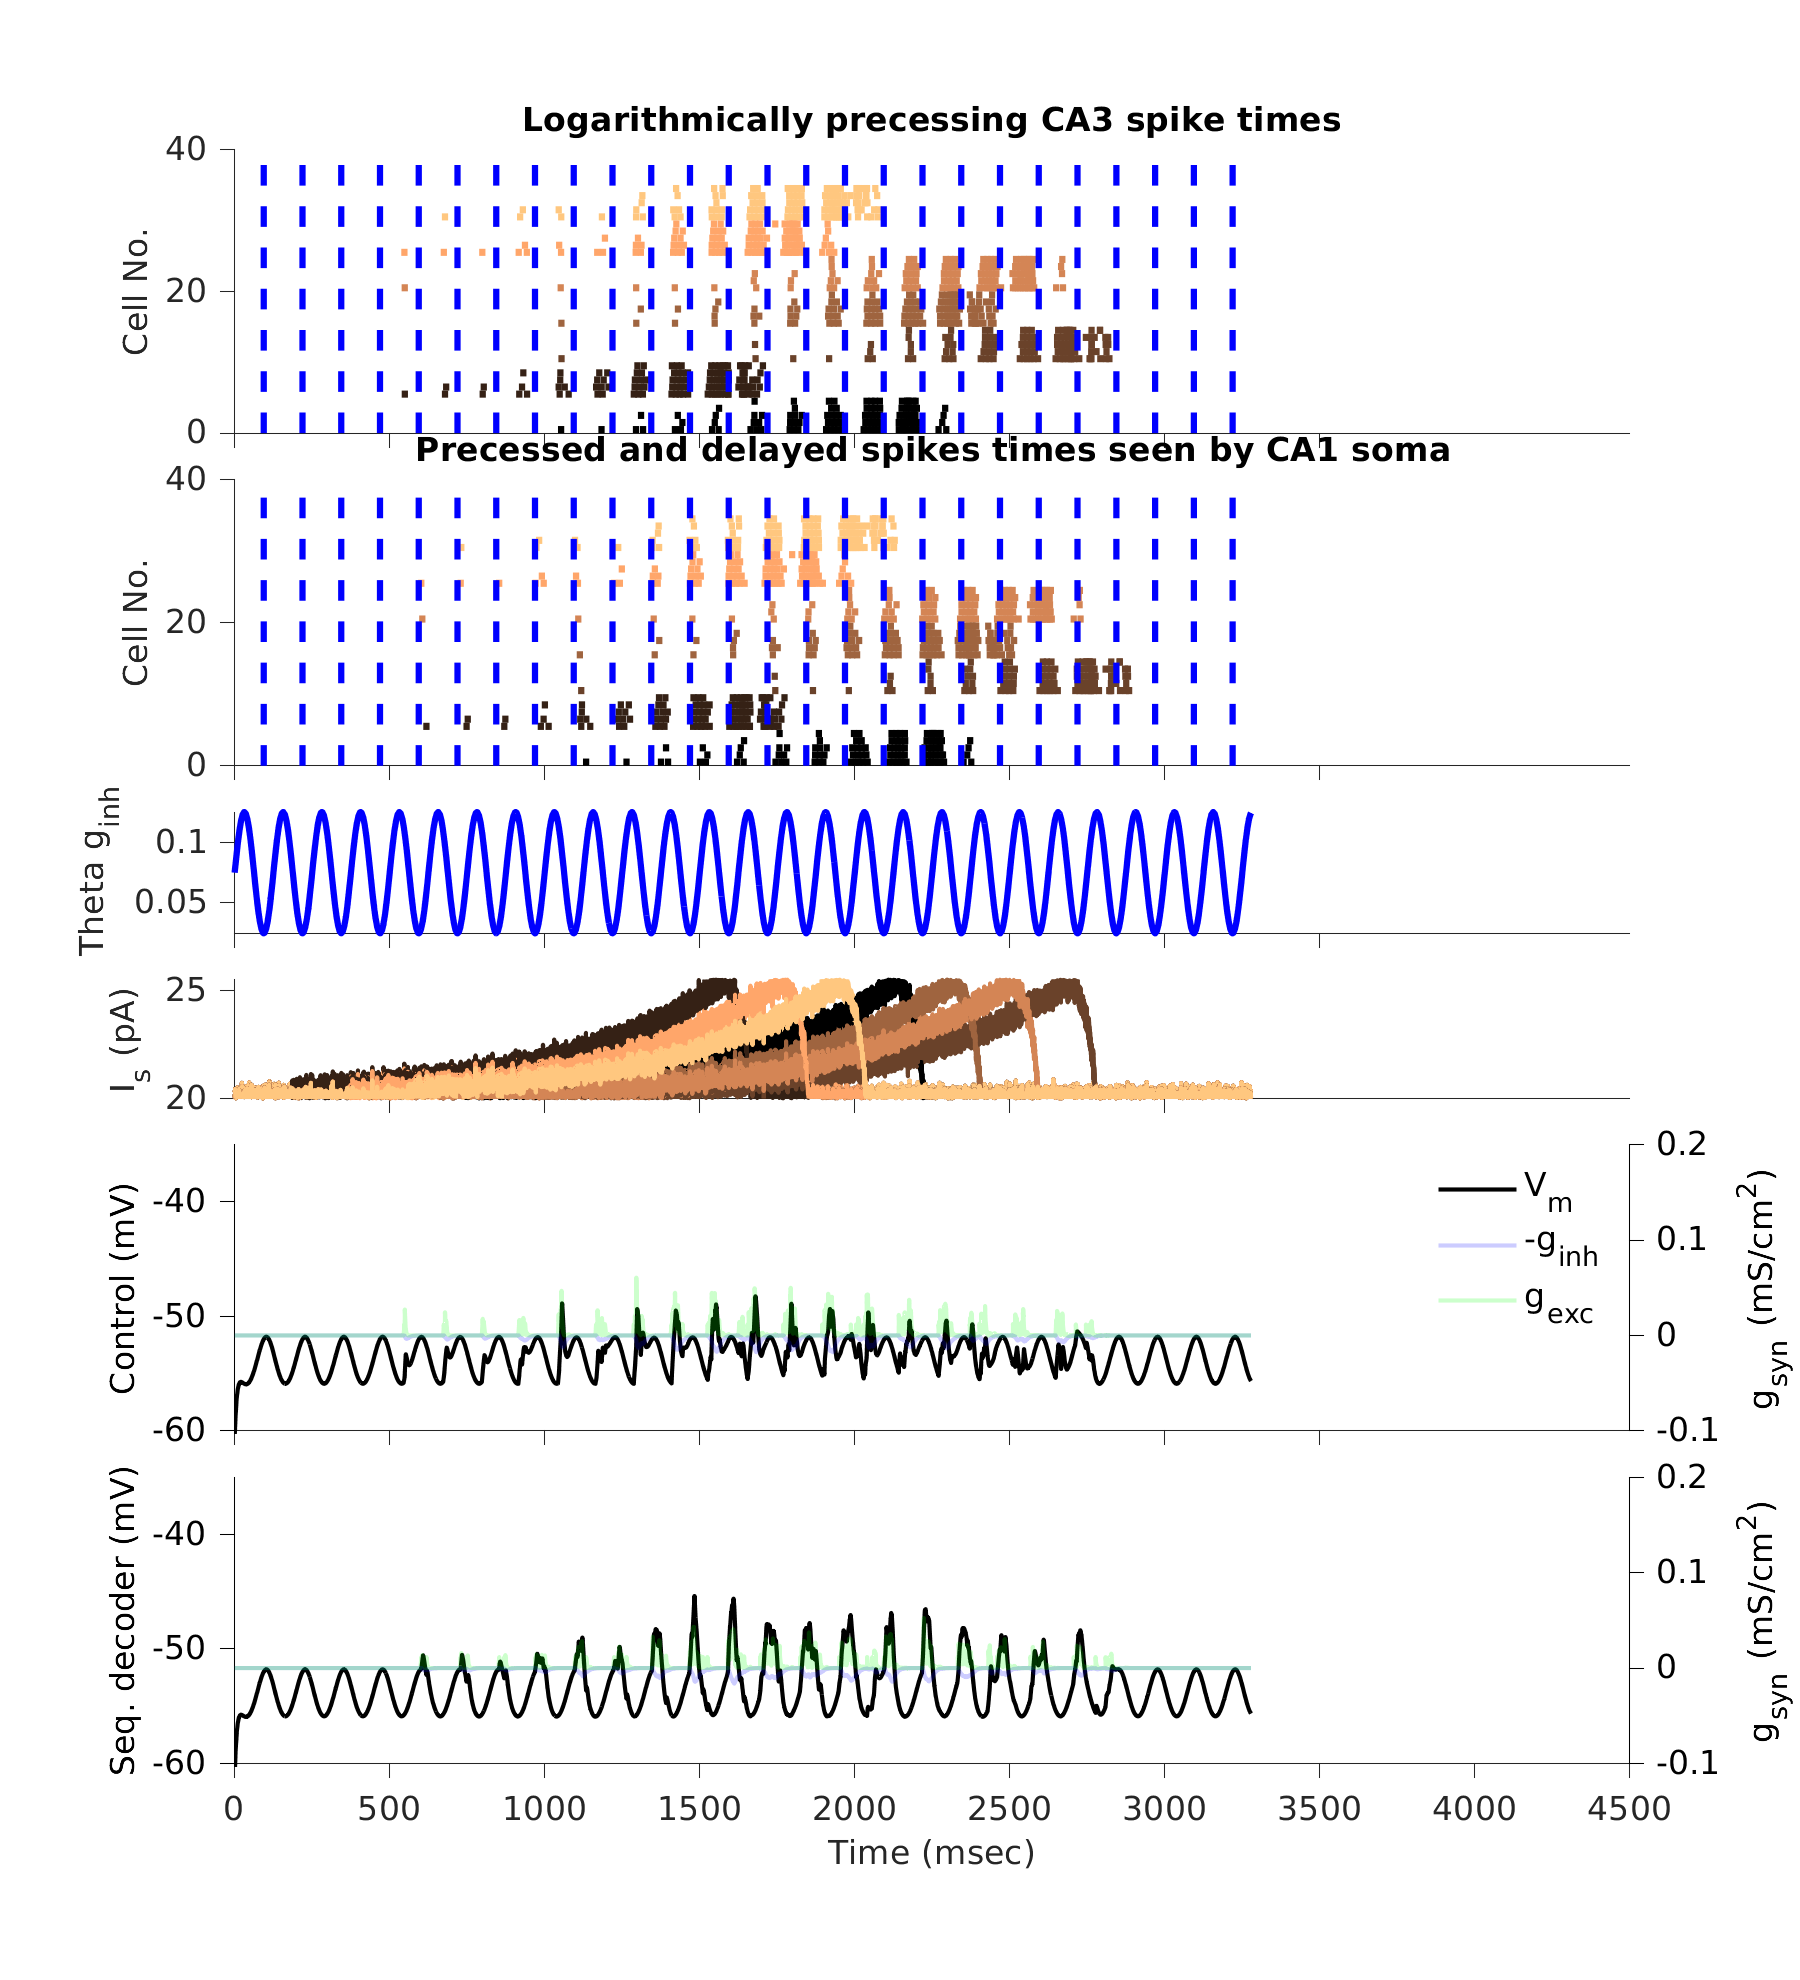 Logarithmically precessing CA3 spike times
40
20
0
Cell No.
Precessed and delayed spikes times seen by CA1 soma
40
20
0
Cell No.
0.1
0.05
Theta g_inh
25
20
I_s (pA)
-40
-50
-60
Control (mV)
V_m
-g_inh
g_exc
0.2
0.1
0
-0.1
g_syn (mS/cm^2)
-40
-50
-60
Seq. decoder (mV)
0.2
0.1
0
-0.1
g_syn (mS/cm^2)
0 500 1000 1500 2000 2500 3000 3500 4000 4500
Time (msec)